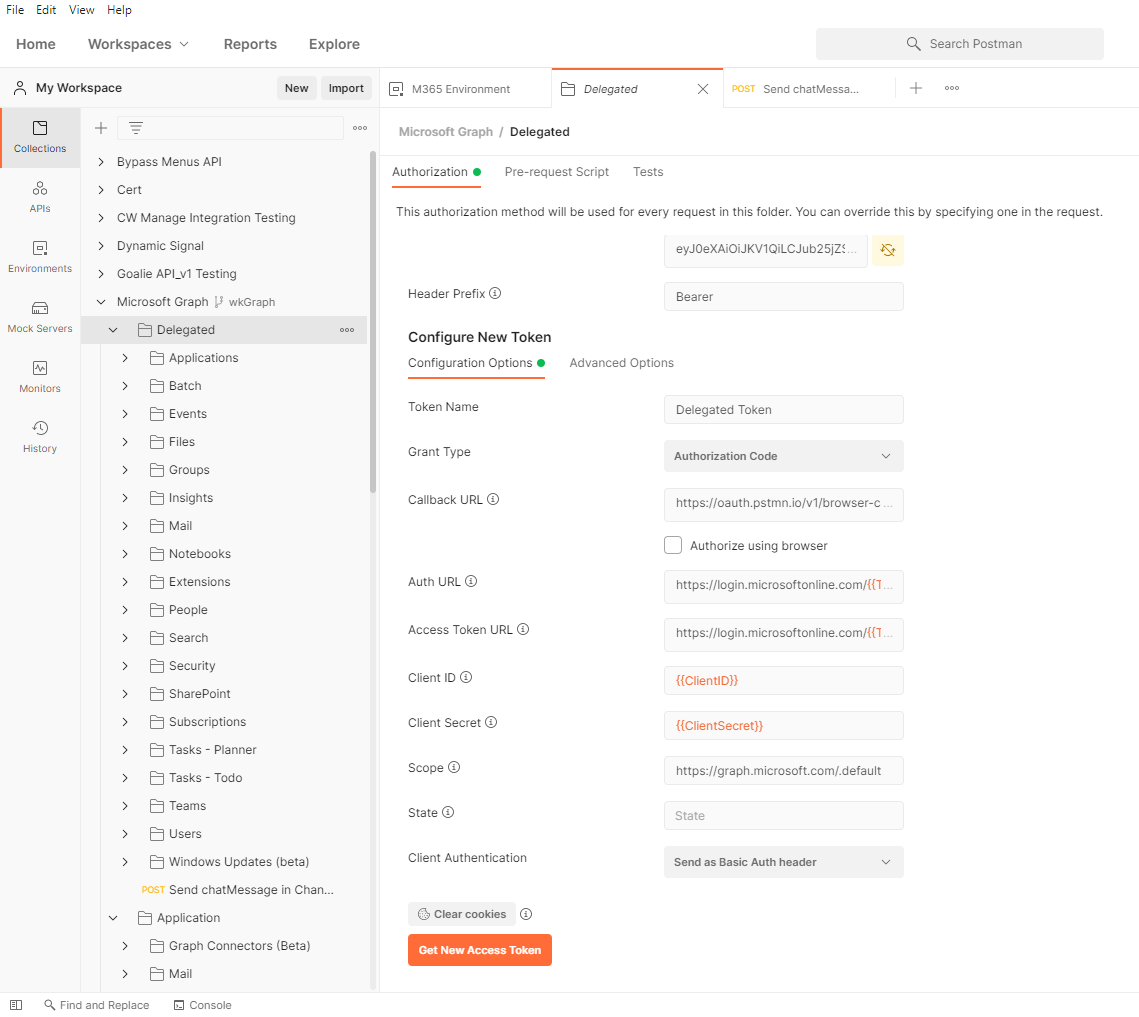 File Edit View Help
Home Workspaces Reports Explore Search Postman
My Workspace New Import
M365 Environment Delegated POST Send chatMessa...
Collections
APIs
Environments
Mock Servers
Monitors
History
Bypass Menus API
Cert
CW Manage Integration Testing
Dynamic Signal
Goalie API_v1 Testing
Microsoft Graph wkGraph
Delegated
Applications
Batch
Events
Files
Groups
Insights
Mail
Notebooks
Extensions
People
Search
Security
SharePoint
Subscriptions
Tasks - Planner
Tasks - Todo
Teams
Users
Windows Updates (beta)
POST Send chatMessage in Chan...
Application
Graph Connectors (Beta)
Mail
Microsoft Graph / Delegated
Authorization Pre-request Script Tests
This authorization method will be used for every request in this folder. You can override this by specifying one in the request.
eyJ0eXAiOiJKV1QiLCJub25jZS...
Header Prefix Bearer
Configure New Token
Configuration Options Advanced Options
Token Name Delegated Token
Grant Type Authorization Code
Callback URL https://oauth.pstmn.io/v1/browser-c...
Authorize using browser
Auth URL https://login.microsoftonline.com/{{T...
Access Token URL https://login.microsoftonline.com/{{T...
Client ID {{ClientID}}
Client Secret {{ClientSecret}}
Scope https://graph.microsoft.com/.default
State State
Client Authentication Send as Basic Auth header
Clear cookies
Get New Access Token
Find and Replace Console